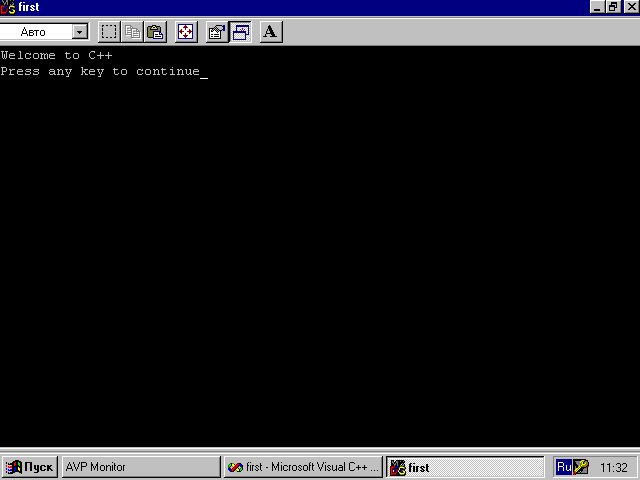 first
Авто
A
Welcome to C++
Press any key to continue_
Пуск
AVP Monitor
first - Microsoft Visual C++ ...
first
Ru
11:32